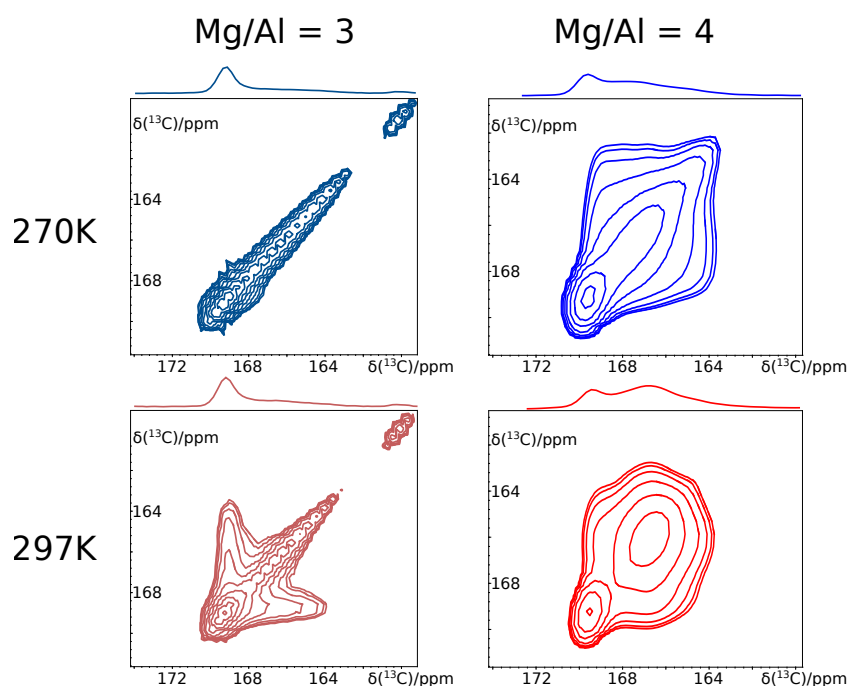 Mg/Al = 3
Mg/Al = 4
270K
δ(¹³C)/ppm
164
168
172
168
164
δ(¹³C)/ppm
δ(¹³C)/ppm
164
168
172
168
164
δ(¹³C)/ppm
297K
δ(¹³C)/ppm
164
168
172
168
164
δ(¹³C)/ppm
δ(¹³C)/ppm
164
168
172
168
164
δ(¹³C)/ppm